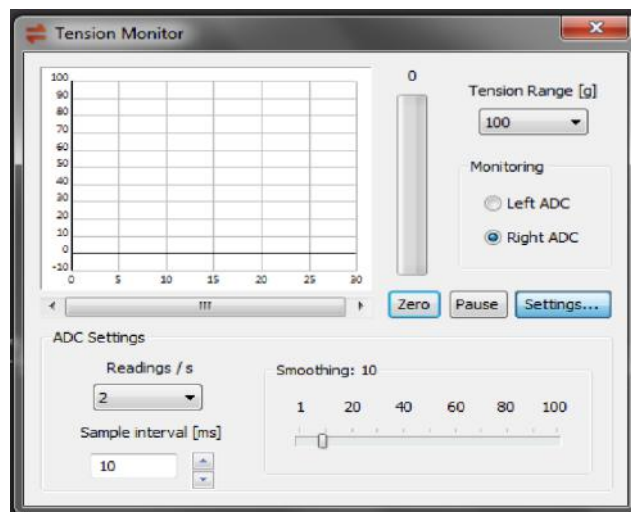 Tension Monitor
100
90
80
70
60
50
40
30
20
10
0
-10
0 5 10 15 20 25 30
0
Tension Range [g]
100
Monitoring
Left ADC
Right ADC
Zero Pause Settings...
ADC Settings
Readings / s
2
Sample interval [ms]
10
Smoothing: 10
1 20 40 60 80 100